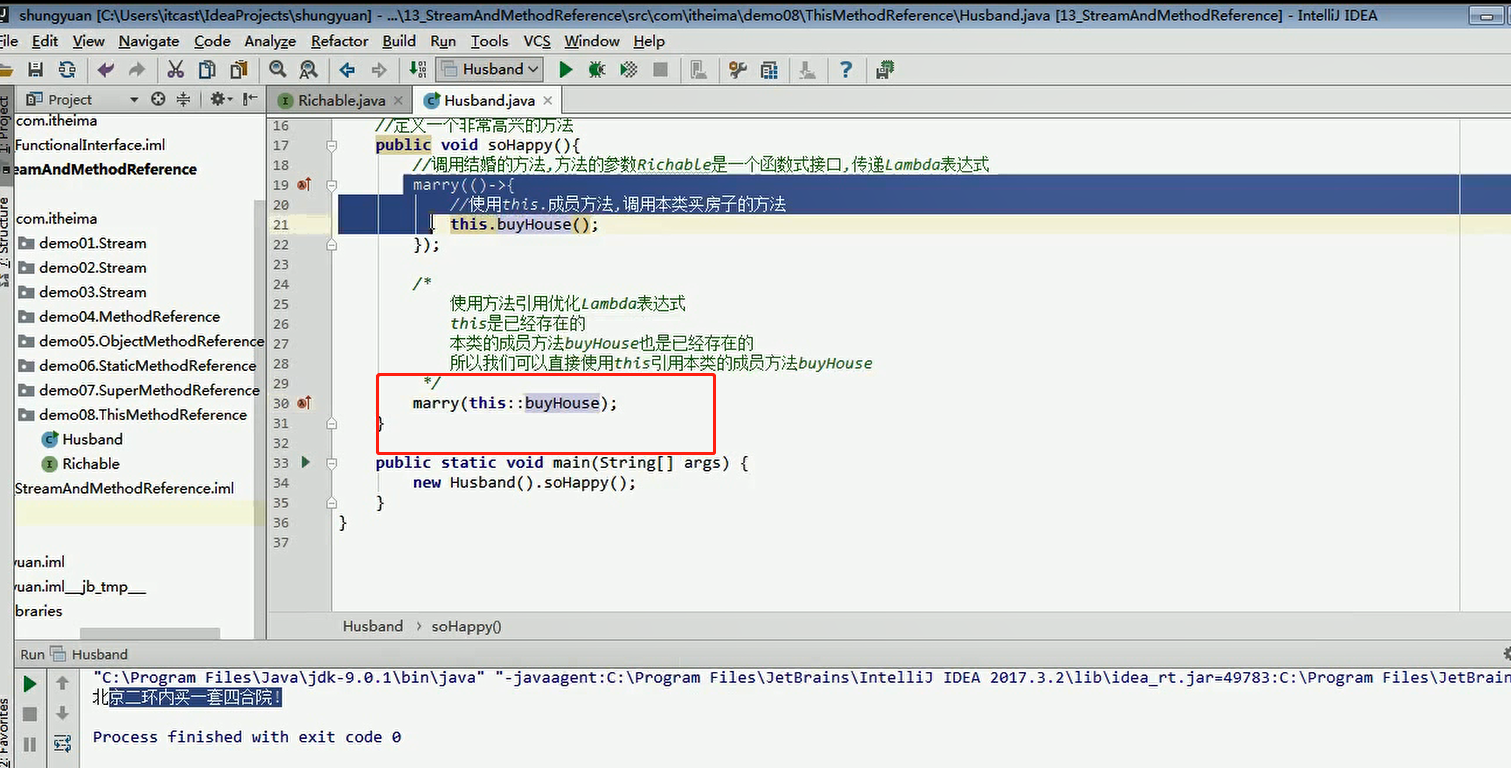 shungyuan [C:\Users\itcast\IdeaProjects\shungyuan] - ...\13_StreamAndMethodReference\src\com\itheima\demo08\ThisMethodReference\Husband.java [13_StreamAndMethodReference] - IntelliJ IDEA
File Edit View Navigate Code Analyze Refactor Build Run Tools VCS Window Help
Husband
Project
Richable.java
Husband.java
1: Project
7: Structure
2: Favorites
com.itheima
FunctionalInterface.iml
eamAndMethodReference
com.itheima
demo01.Stream
demo02.Stream
demo03.Stream
demo04.MethodReference
demo05.ObjectMethodReference
demo06.StaticMethodReference
demo07.SuperMethodReference
demo08.ThisMethodReference
Husband
Richable
StreamAndMethodReference.iml
yuan.iml
yuan.iml__jb_tmp__
braries
16 //定义一个非常高兴的方法
17 public void soHappy(){
18 //调用结婚的方法,方法的参数Richable是一个函数式接口,传递Lambda表达式
19 marry(()->{
20 //使用this.成员方法,调用本类买房子的方法
21 this.buyHouse();
22 });
23
24 /*
25 使用方法引用优化Lambda表达式
26 this是已经存在的
27 本类的成员方法buyHouse也是已经存在的
28 所以我们可以直接使用this引用本类的成员方法buyHouse
29 */
30 marry(this::buyHouse);
31 }
32
33 public static void main(String[] args) {
34 new Husband().soHappy();
35 }
36 }
37
Husband › soHappy()
Run Husband
"C:\Program Files\Java\jdk-9.0.1\bin\java" "-javaagent:C:\Program Files\JetBrains\IntelliJ IDEA 2017.3.2\lib\idea_rt.jar=49783:C:\Program Files\JetBrains
北京二环内买一套四合院!
Process finished with exit code 0